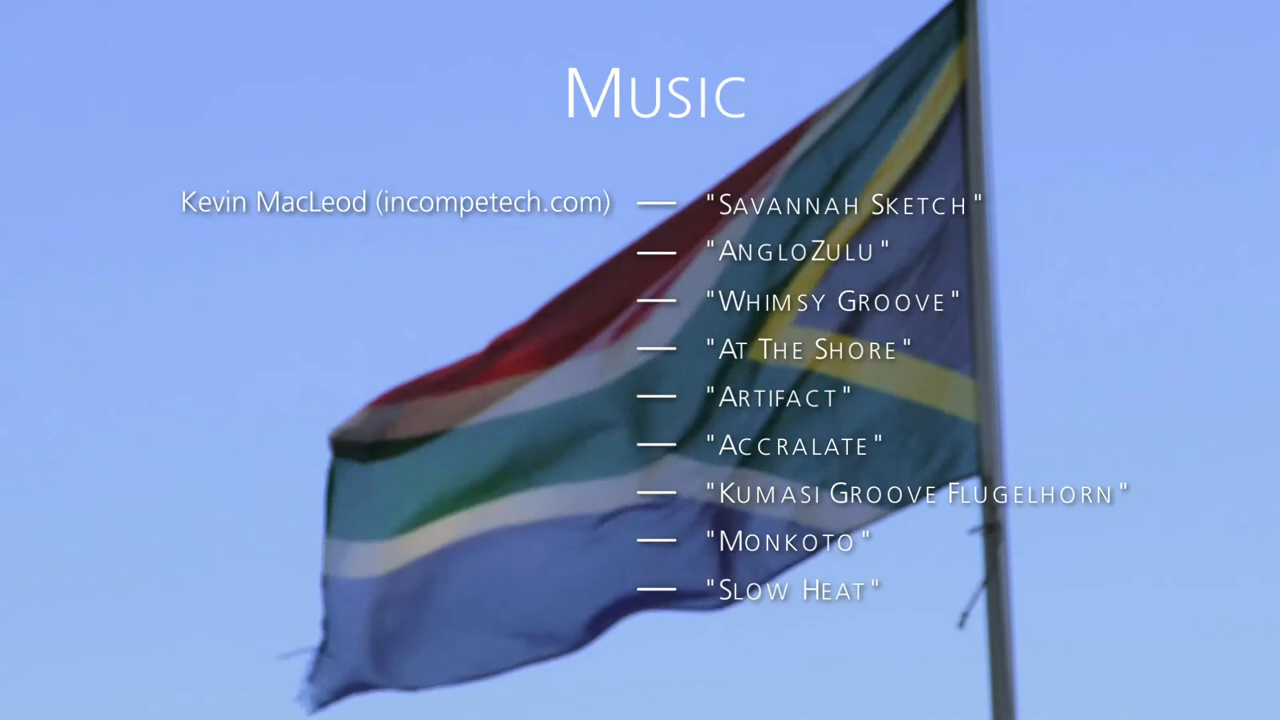 MUSIC
Kevin MacLeod (incompetech.com) — "SAVANNAH SKETCH"
— "ANGLOZULU"
— "WHIMSY GROOVE"
— "AT THE SHORE"
— "ARTIFACT"
— "ACCRALATE"
— "KUMASI GROOVE FLUGELHORN"
— "MONKOTO"
— "SLOW HEAT"